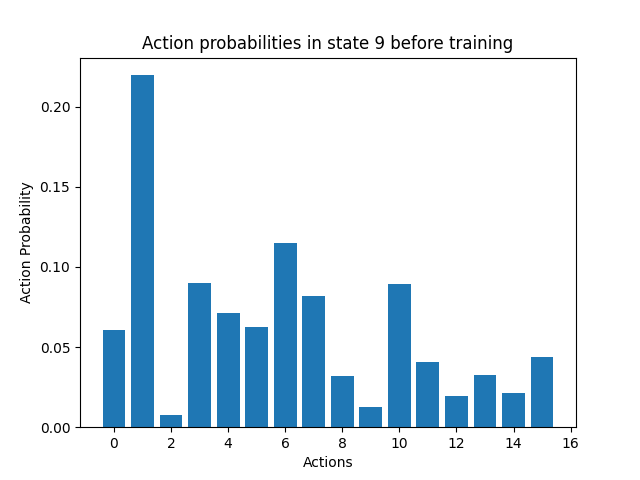 Action probabilities in state 9 before training
Action Probability
0.20
0.15
0.10
0.05
0.00
0 2 4 6 8 10 12 14 16
Actions